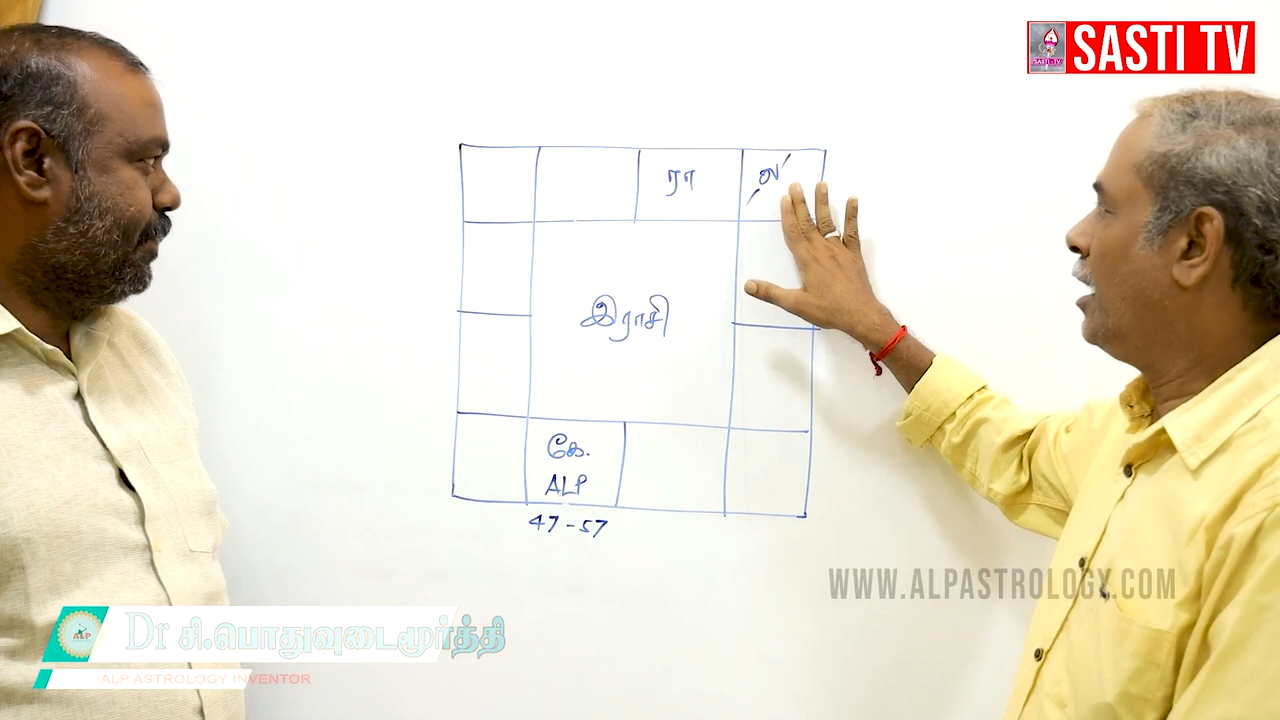 SASTI TV
ரா
ல
இராசி
கே.
ALP
47-57
WWW.ALPASTROLOGY.COM
Dr சி.பொதுவுடைமூர்த்தி
ALP ASTROLOGY INVENTOR